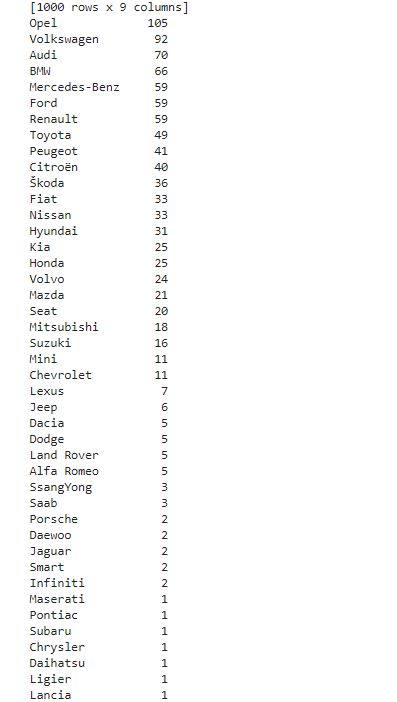 [1000 rows x 9 columns]
Opel 105
Volkswagen 92
Audi 70
BMW 66
Mercedes-Benz 59
Ford 59
Renault 59
Toyota 49
Peugeot 41
Citroën 40
Škoda 36
Fiat 33
Nissan 33
Hyundai 31
Kia 25
Honda 25
Volvo 24
Mazda 21
Seat 20
Mitsubishi 18
Suzuki 16
Mini 11
Chevrolet 11
Lexus 7
Jeep 6
Dacia 5
Dodge 5
Land Rover 5
Alfa Romeo 5
SsangYong 3
Saab 3
Porsche 2
Daewoo 2
Jaguar 2
Smart 2
Infiniti 2
Maserati 1
Pontiac 1
Subaru 1
Chrysler 1
Daihatsu 1
Ligier 1
Lancia 1